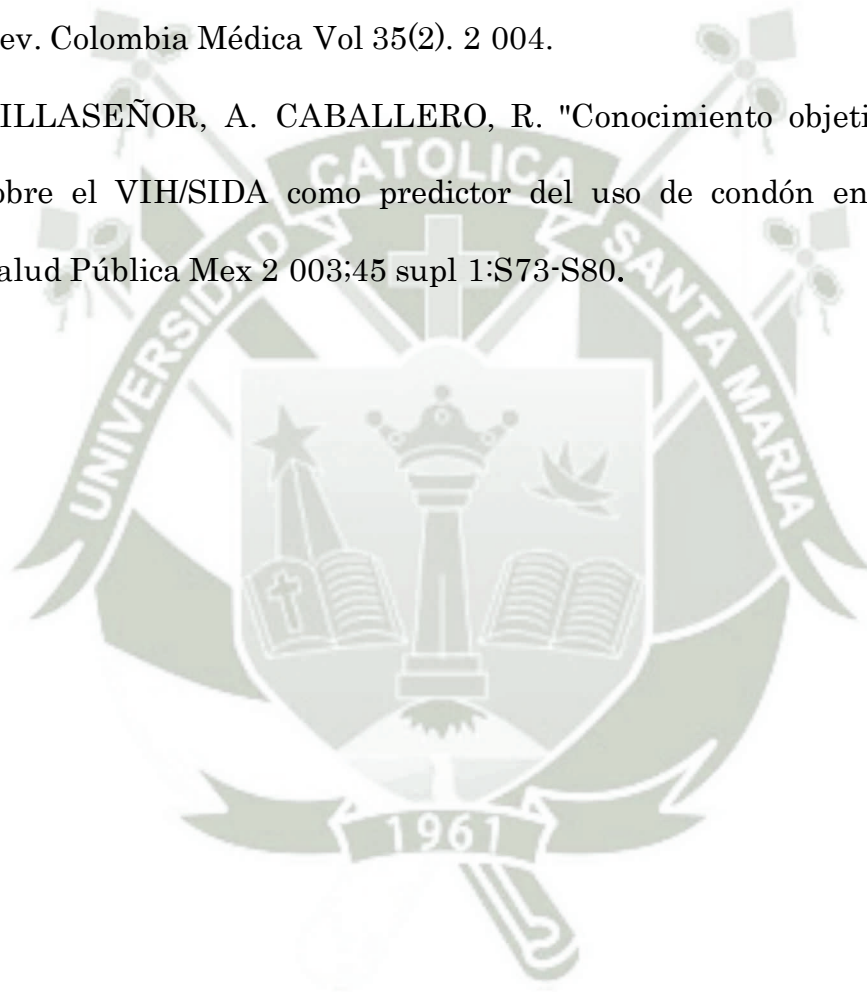 ev. Colombia Médica Vol 35(2). 2 004.
ILLASEÑOR, A. CABALLERO, R. "Conocimiento objeti
obre el VIH/SIDA como predictor del uso de condón en
alud Pública Mex 2 003;45 supl 1:S73-S80.
UNIVERSIDAD CATOLICA SANTA MARIA
1961